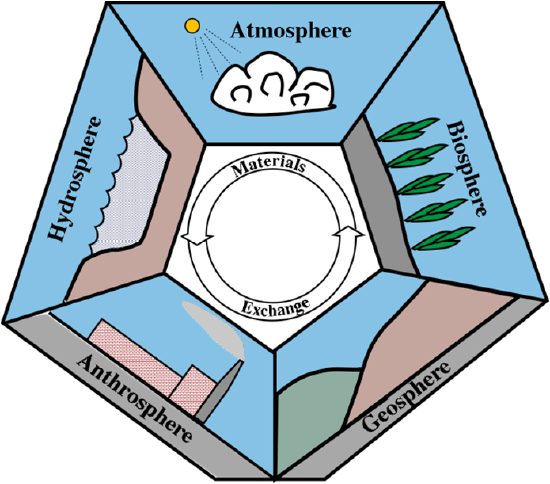 Atmosphere
Hydrosphere
Biosphere
Materials
Exchange
Anthrosphere
Geosphere